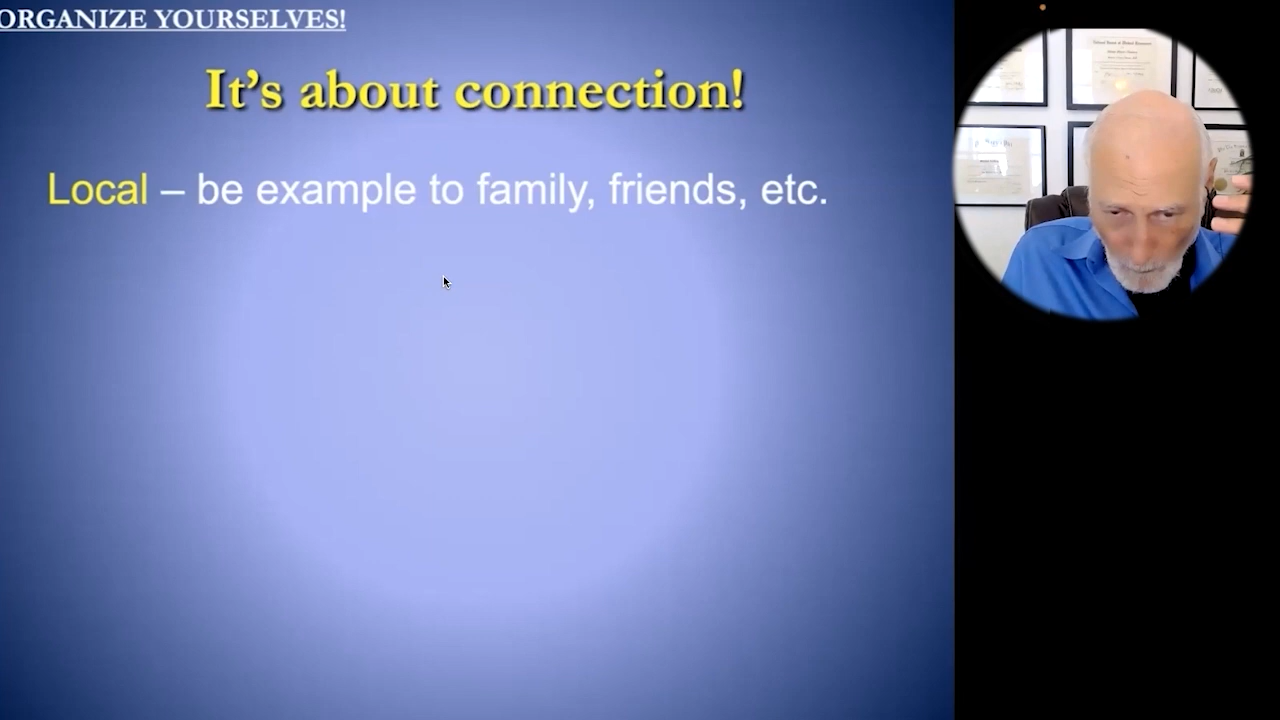 ORGANIZE YOURSELVES!
It's about connection!
Local – be example to family, friends, etc.